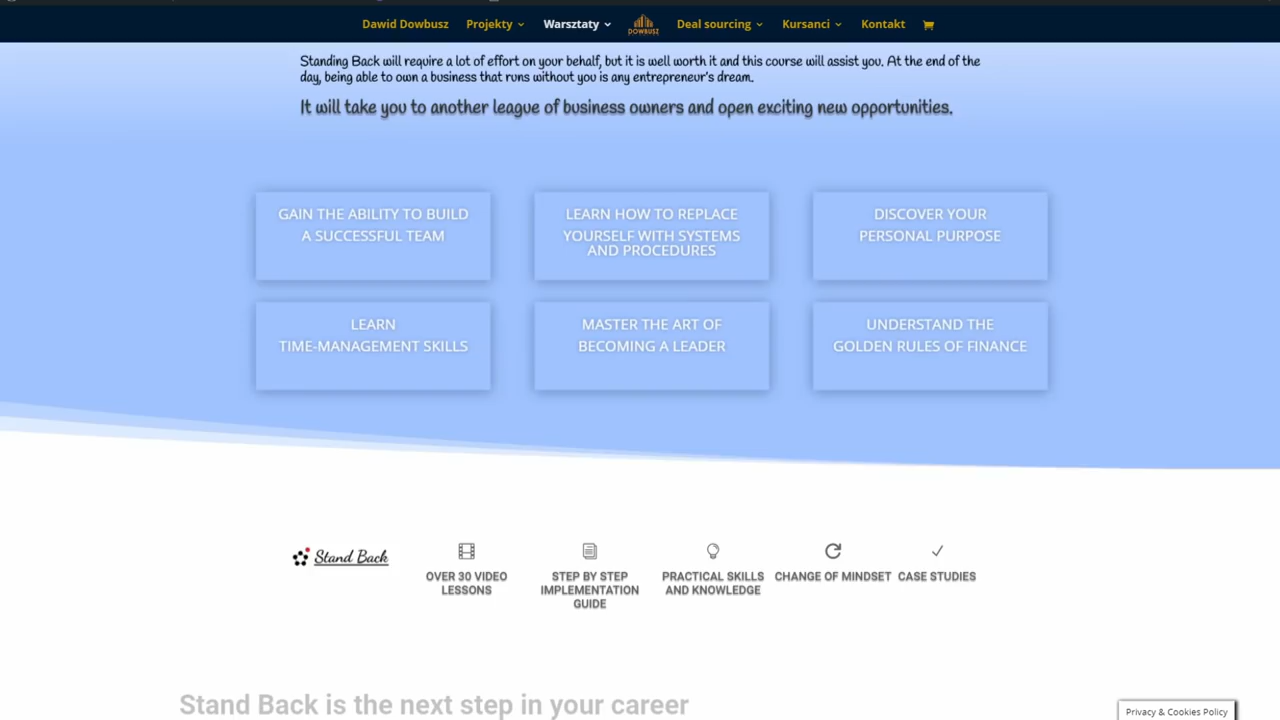 Dawid Dowbusz Projekty Warsztaty DOWBUSZ Deal sourcing Kursanci Kontakt
Standing Back will require a lot of effort on your behalf, but it is well worth it and this course will assist you. At the end of the
day, being able to own a business that runs without you is any entrepreneur's dream.
It will take you to another league of business owners and open exciting new opportunities.
GAIN THE ABILITY TO BUILD
A SUCCESSFUL TEAM
LEARN HOW TO REPLACE
YOURSELF WITH SYSTEMS
AND PROCEDURES
DISCOVER YOUR
PERSONAL PURPOSE
LEARN
TIME-MANAGEMENT SKILLS
MASTER THE ART OF
BECOMING A LEADER
UNDERSTAND THE
GOLDEN RULES OF FINANCE
Stand Back
OVER 30 VIDEO
LESSONS
STEP BY STEP
IMPLEMENTATION
GUIDE
PRACTICAL SKILLS
AND KNOWLEDGE
CHANGE OF MINDSET
CASE STUDIES
Stand Back is the next step in your career
Privacy & Cookies Policy